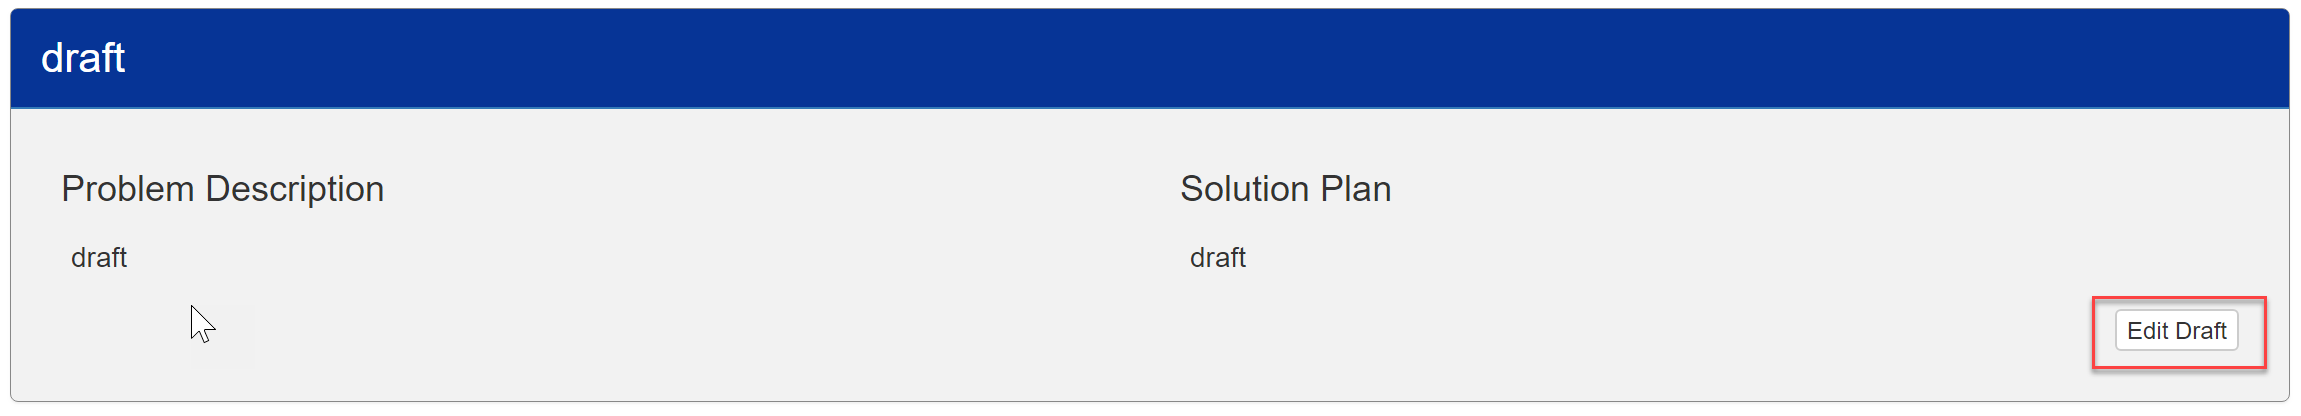 draft
Problem Description
draft
Solution Plan
draft
Edit Draft